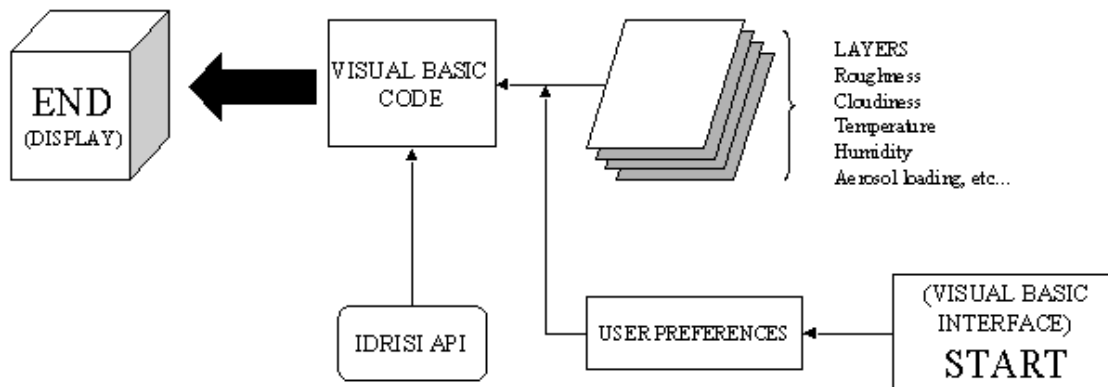 END
(DISPLAY)
VISUAL BASIC
CODE
LAYERS
Roughness
Cloudiness
Temperature
Humidity
Aerosol loading, etc...
IDRISI API
USER PREFERENCES
(VISUAL BASIC
INTERFACE)
START